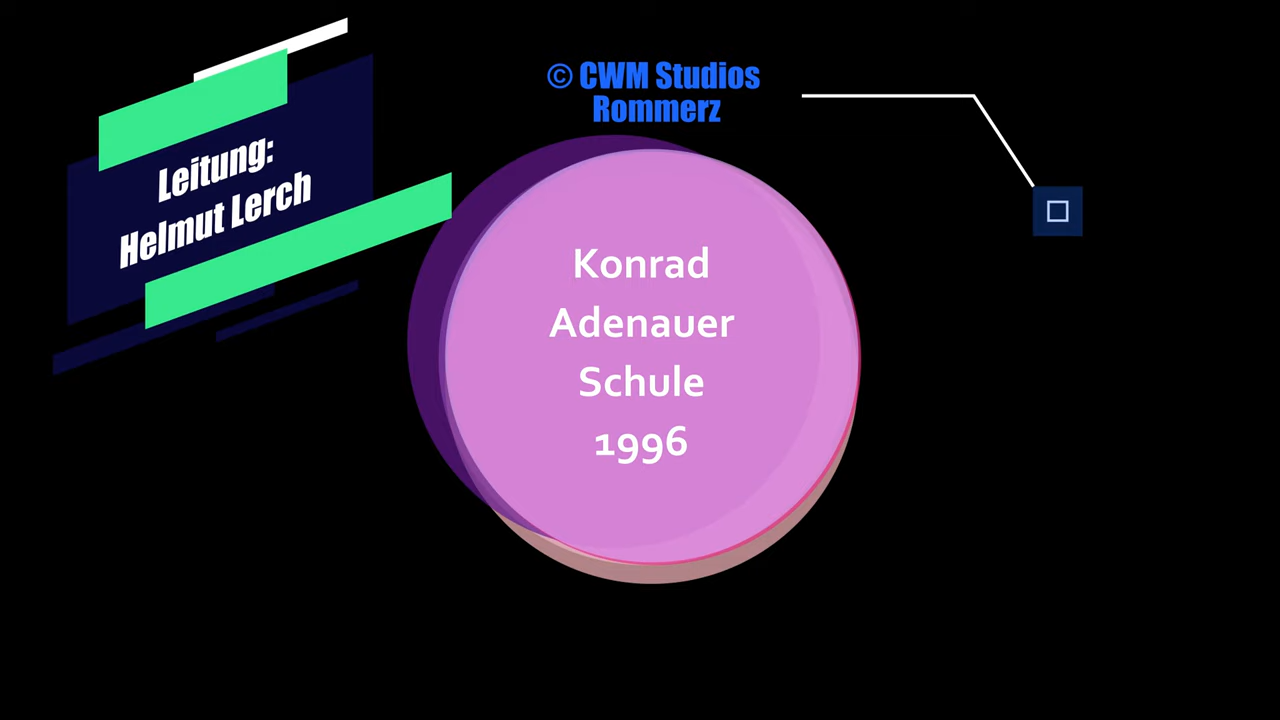 © CWM Studios
Rommerz
Leitung:
Helmut Lerch
Konrad
Adenauer
Schule
1996